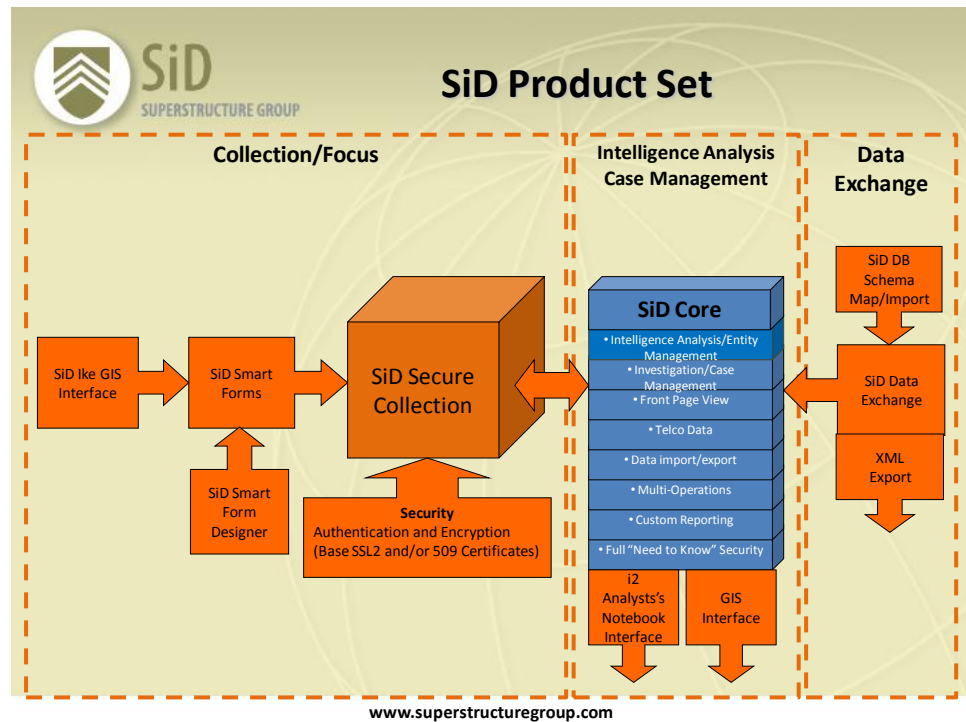 SiD
SUPERSTRUCTURE GROUP
SiD Product Set
Collection/Focus
Intelligence Analysis
Case Management
Data
Exchange
SiD Ike GIS
Interface
SiD Smart
Forms
SiD Smart
Form
Designer
SiD Secure
Collection
Security
Authentication and Encryption
(Base SSL2 and/or 509 Certificates)
SiD Core
• Intelligence Analysis/Entity
Management
• Investigation/Case
Management
• Front Page View
• Telco Data
• Data import/export
• Multi-Operations
• Custom Reporting
• Full “Need to Know” Security
i2
Analysts’s
Notebook
Interface
GIS
Interface
SiD DB
Schema
Map/Import
SiD Data
Exchange
XML
Export
www.superstructuregroup.com